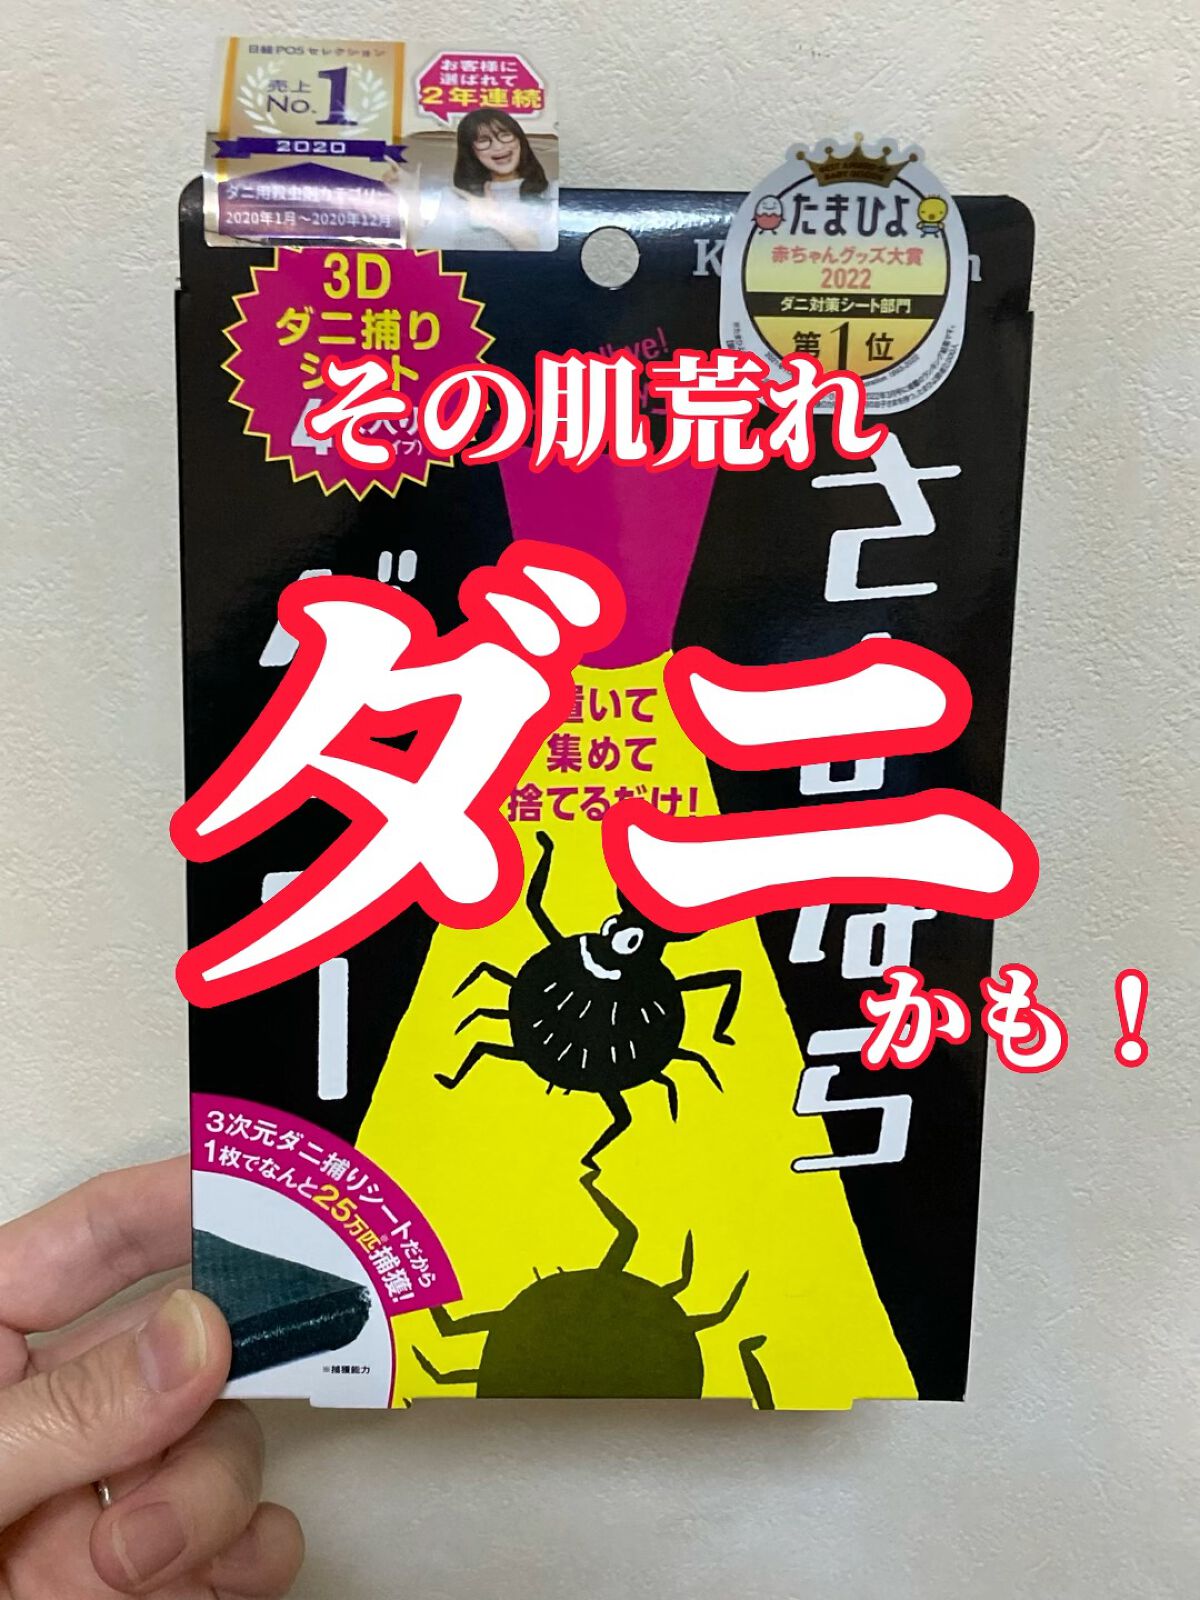 日経POSセレクション
売上
No.1
2020
ダニ用殺虫剤カテゴリ
2020年1月～2020年12月
お客様に
選ばれて
2年連続
たまひよ
赤ちゃんグッズ大賞
2022
ダニ対策シート部門
第1位
3D
ダニ捕り
その肌荒れ
ダニ
かも！
置いて
集めて
捨てるだけ!
3次元ダニ捕りシートだから
1枚でなんと25万匹※捕獲!
※捕獲能力